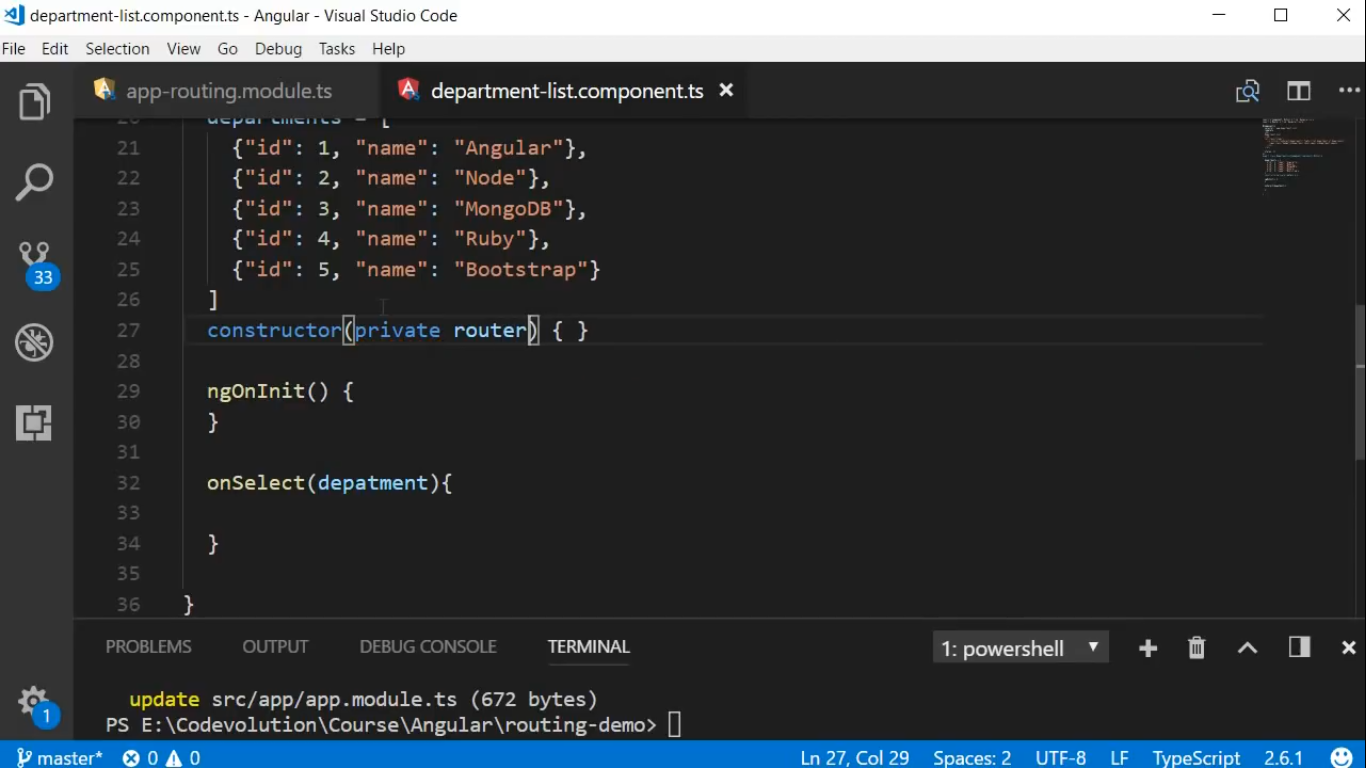 department-list.component.ts - Angular - Visual Studio Code
File Edit Selection View Go Debug Tasks Help
app-routing.module.ts department-list.component.ts
20 departments = [
21 {"id": 1, "name": "Angular"},
22 {"id": 2, "name": "Node"},
23 {"id": 3, "name": "MongoDB"},
24 {"id": 4, "name": "Ruby"},
25 {"id": 5, "name": "Bootstrap"}
26 ]
27 constructor(private router) { }
28
29 ngOnInit() {
30 }
31
32 onSelect(depatment){
33
34 }
35
36 }
33
1
PROBLEMS OUTPUT DEBUG CONSOLE TERMINAL 1: powershell
update src/app/app.module.ts (672 bytes)
PS E:\Codevolution\Course\Angular\routing-demo>
master* 0 0 Ln 27, Col 29 Spaces: 2 UTF-8 LF TypeScript 2.6.1